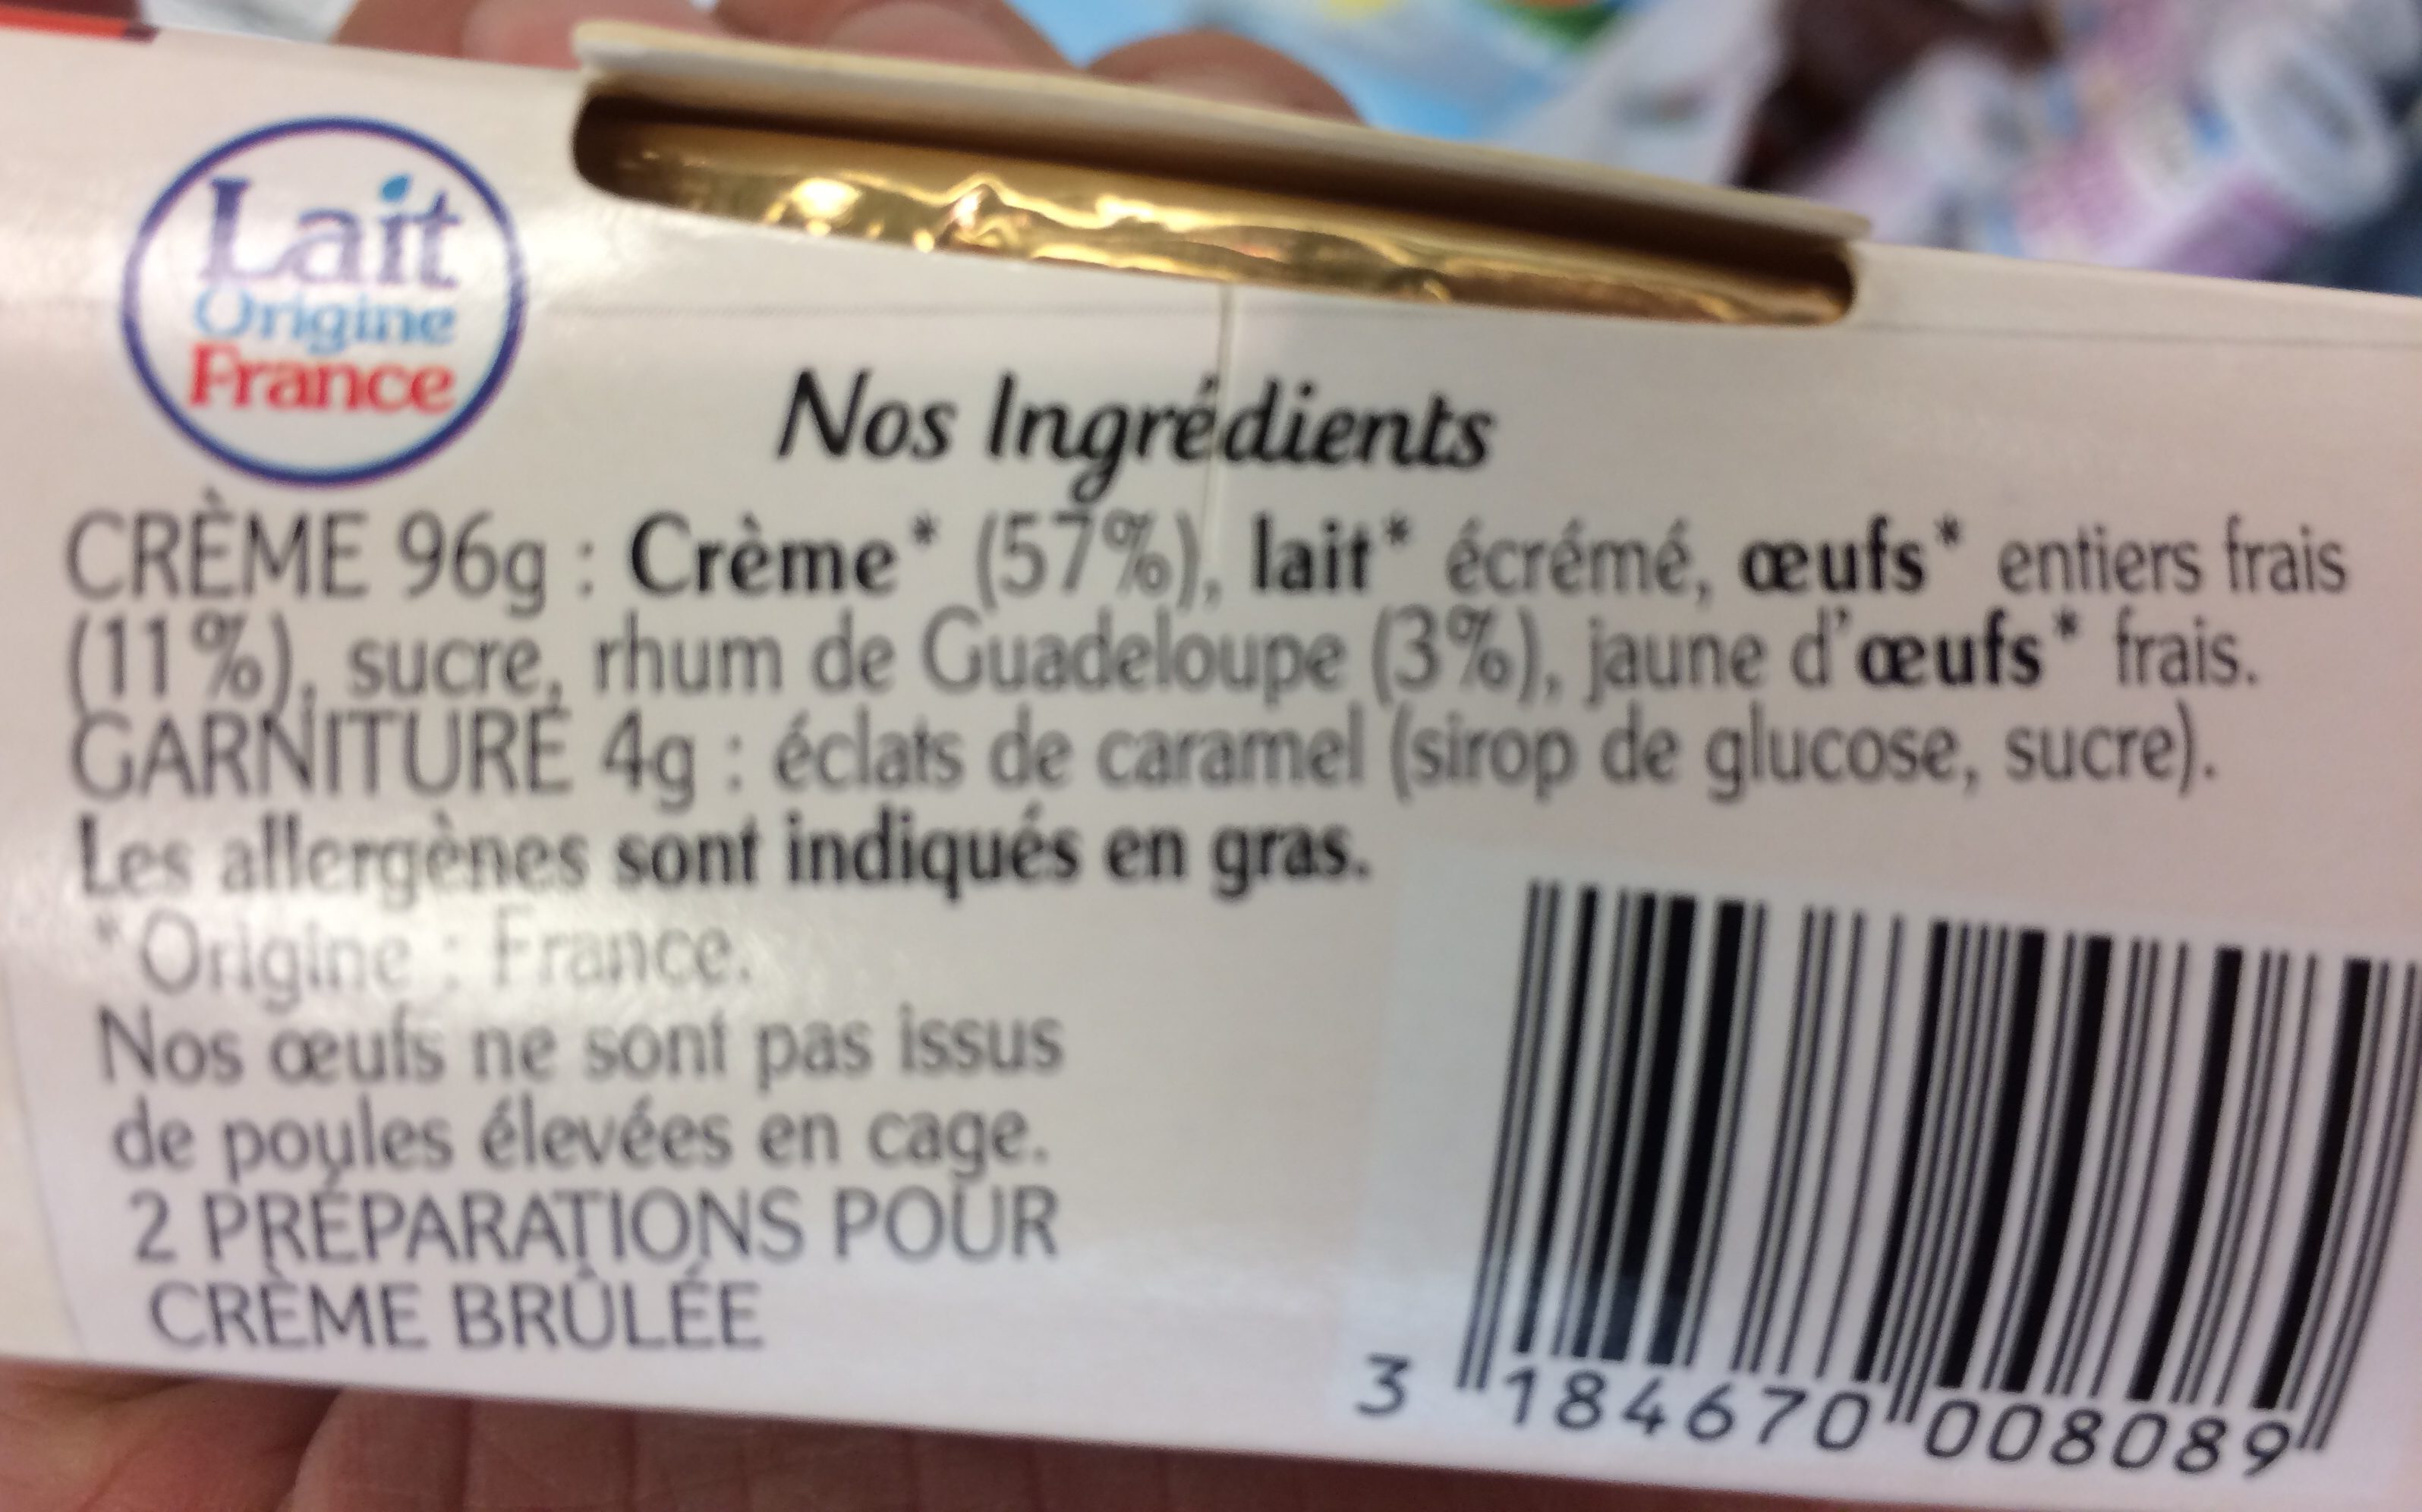 Lait
Origine
France
Nos Ingrédients
CRÈME 96g : Crème* (57%), lait* écrémé, œufs* entiers frais
(11%), sucre, rhum de Guadeloupe (3%), jaune d'œufs* frais.
GARNITURE 4g : éclats de caramel (sirop de glucose, sucre).
Les allergènes sont indiqués en gras.
*Origine : France.
Nos œufs ne sont pas issus
de poules élevées en cage.
2 PRÉPARATIONS POUR
CRÈME BRÛLÉE
3 184670 008089